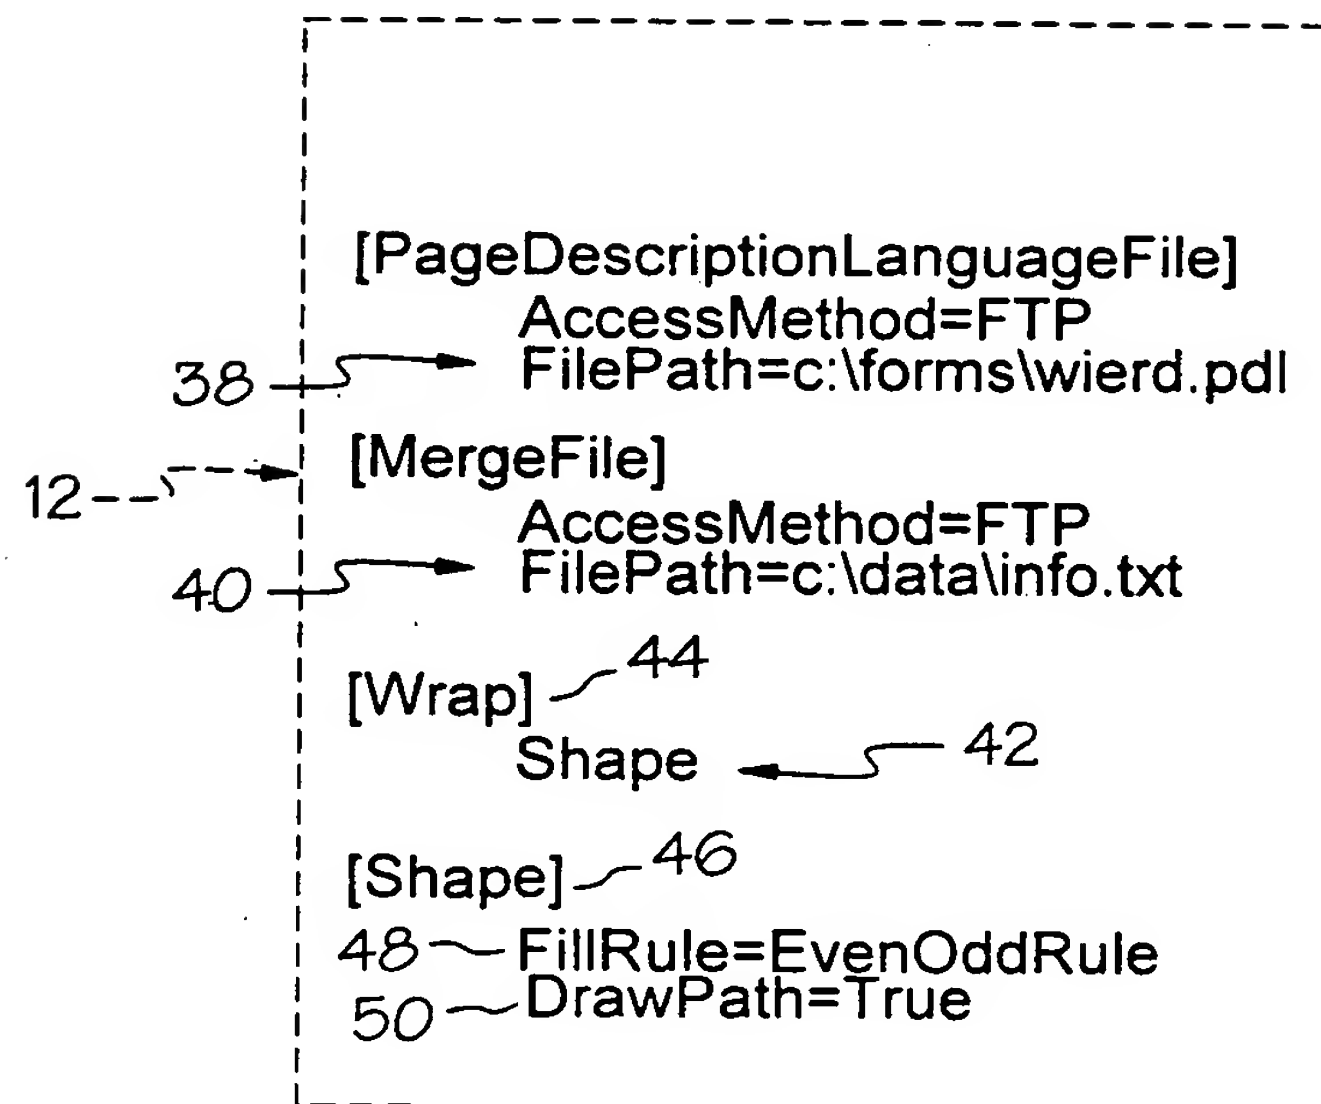 [PageDescriptionLanguageFile]
AccessMethod=FTP
38 FilePath=c:\forms\wierd.pdl
12 [MergeFile]
AccessMethod=FTP
40 FilePath=c:\data\info.txt
[Wrap] 44
Shape 42
[Shape] 46
48 FillRule=EvenOddRule
50 DrawPath=True